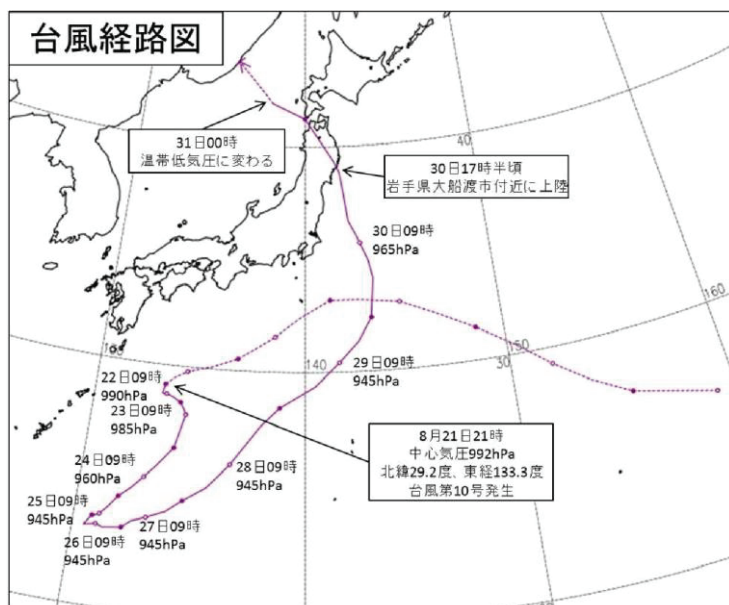 台風経路図
31日00時
温帯低気圧に変わる
40
30日17時半頃
岩手県大船渡市付近に上陸
30日09時
965hPa
160
150
30
140
29日09時
945hPa
22日09時
990hPa
23日09時
985hPa
8月21日21時
中心気圧992hPa
北緯29.2度、東経133.3度
台風第10号発生
24日09時
960hPa
28日09時
945hPa
25日09時
945hPa
27日09時
945hPa
26日09時
945hPa